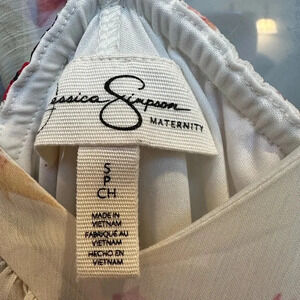 Jessica Simpson
MATERNITY
S
P
CH
MADE IN
VIETNAM
FABRIQUÉ AU
VIETNAM
HECHO EN
VIETNAM